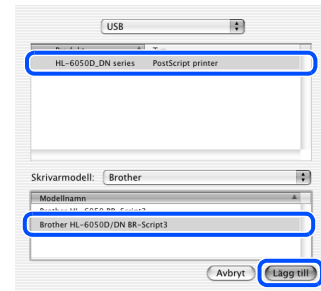 USB
HL-6050D_DN series PostScript printer
Skrivarmodell: Brother
Modellnamn
Brother HL-6050D/DN BR-Script3
Avbryt Lägg till